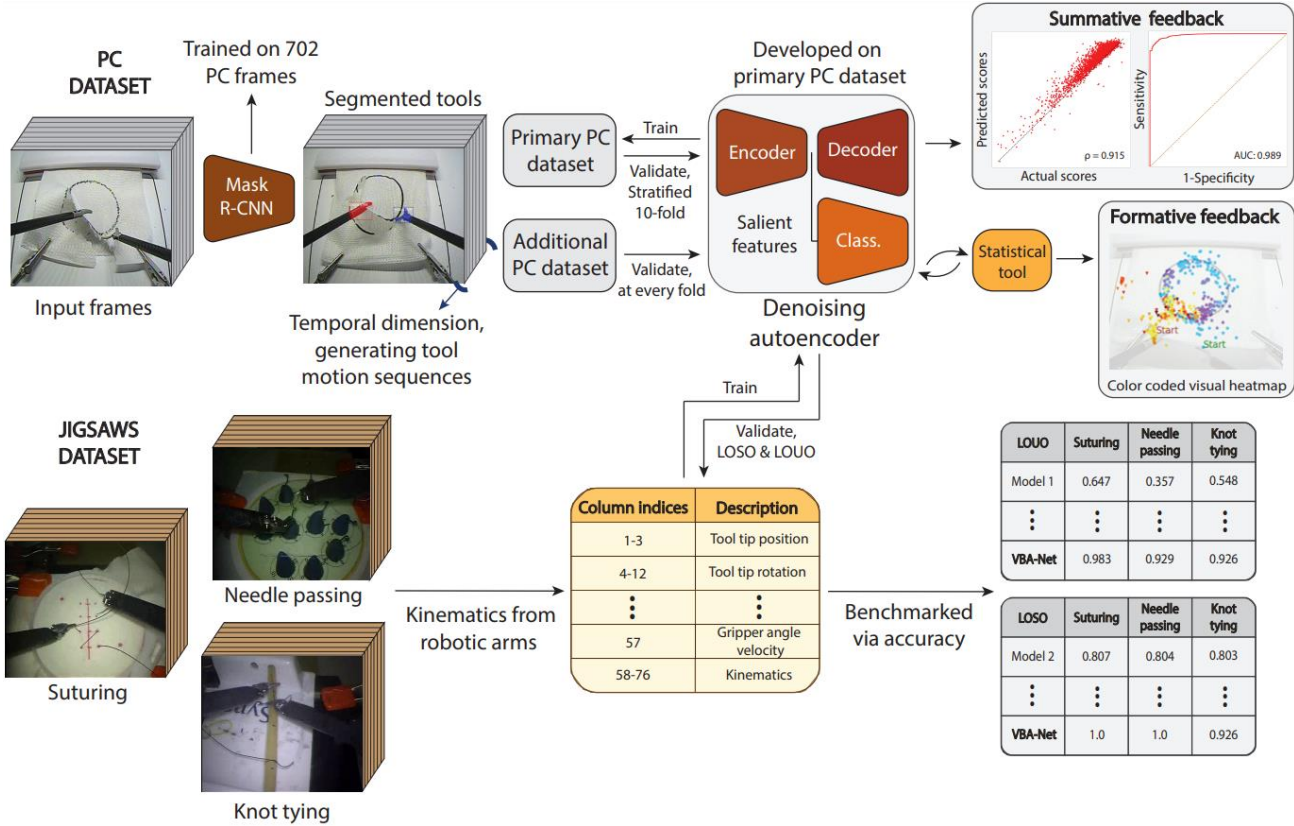 PC
DATASET
Trained on 702
PC frames
Mask
R-CNN
Input frames
Segmented tools
Temporal dimension,
generating tool
motion sequences
Primary PC
dataset
Additional
PC dataset
Train
Validate,
Stratified
10-fold
Validate,
at every fold
Developed on
primary PC dataset
Encoder
Decoder
Salient
features
Class.
Denoising
autoencoder
Summative feedback
Predicted scores
ρ = 0.915
Actual scores
Sensitivity
AUC: 0.989
1-Specificity
Statistical
tool
Formative feedback
Start
Start
Color coded visual heatmap
Train
Validate,
LOSO & LOUO
JIGSAWS
DATASET
Suturing
Needle passing
Knot tying
Kinematics from
robotic arms
Column indices Description
1-3 Tool tip position
4-12 Tool tip rotation
57 Gripper angle
velocity
58-76 Kinematics
Benchmarked
via accuracy
LOUO Suturing Needle
passing Knot
tying
Model 1 0.647 0.357 0.548
VBA-Net 0.983 0.929 0.926
LOSO Suturing Needle
passing Knot
tying
Model 2 0.807 0.804 0.803
VBA-Net 1.0 1.0 0.926